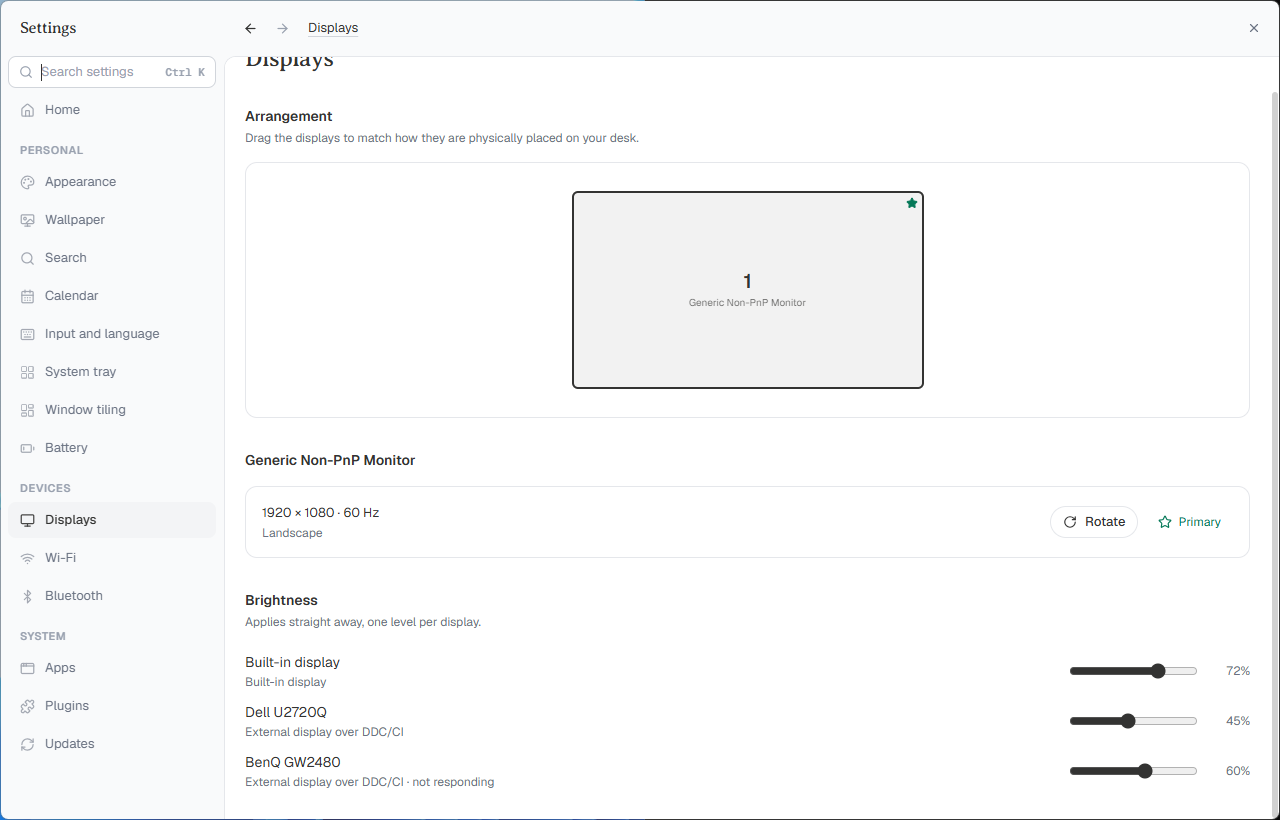 Settings
Displays
Search settings
Ctrl K
Home
PERSONAL
Appearance
Wallpaper
Search
Calendar
Input and language
System tray
Window tiling
Battery
DEVICES
Displays
Wi-Fi
Bluetooth
SYSTEM
Apps
Plugins
Updates
Displays
Arrangement
Drag the displays to match how they are physically placed on your desk.
1
Generic Non-PnP Monitor
Generic Non-PnP Monitor
1920 × 1080 · 60 Hz
Landscape
Rotate
Primary
Brightness
Applies straight away, one level per display.
Built-in display
Built-in display
72%
Dell U2720Q
External display over DDC/CI
45%
BenQ GW2480
External display over DDC/CI · not responding
60%